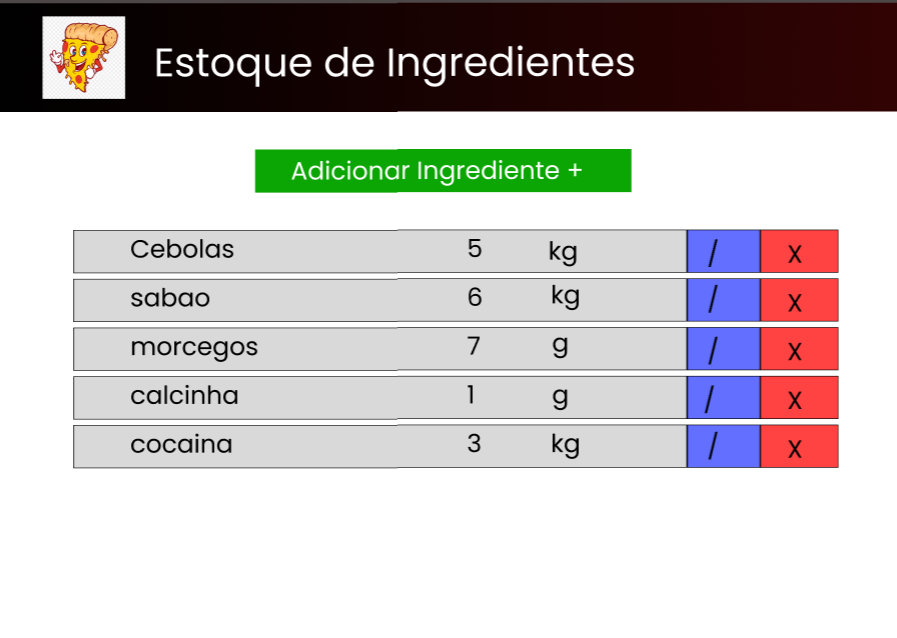 Estoque de Ingredientes
Adicionar Ingrediente +
Cebolas 5 kg / X
sabao 6 kg / X
morcegos 7 g / X
calcinha 1 g / X
cocaina 3 kg / X